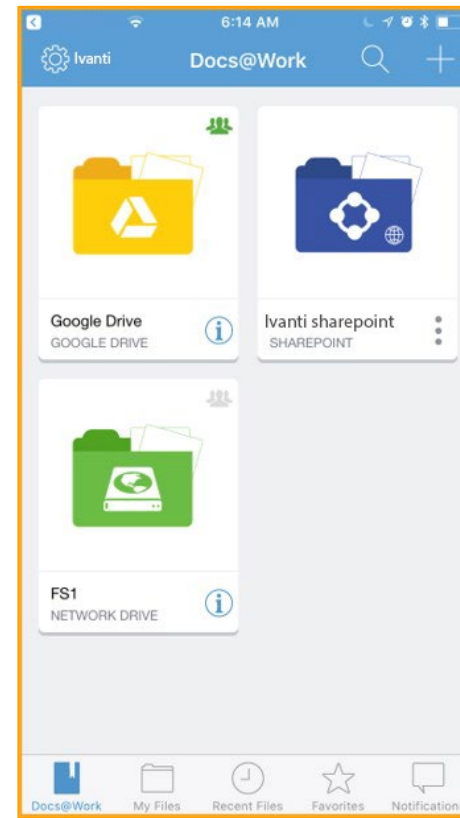 6:14 AM
Ivanti Docs@Work
Google Drive
GOOGLE DRIVE
Ivanti sharepoint
SHAREPOINT
FS1
NETWORK DRIVE
Docs@Work My Files Recent Files Favorites Notification